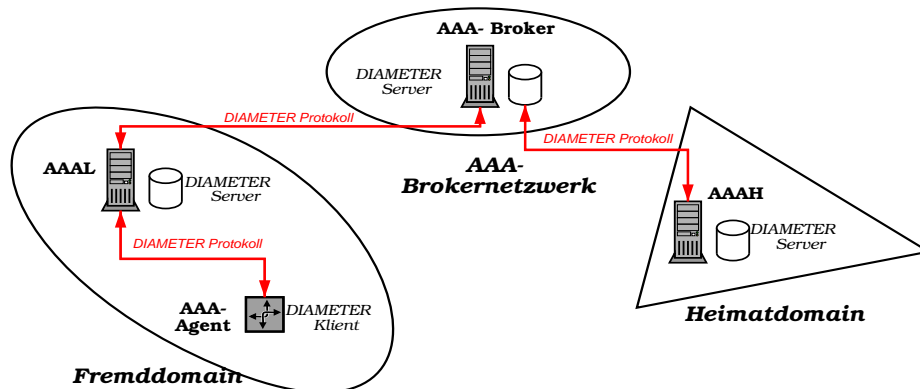 AAA- Broker
DIAMETER
Server
DIAMETER Protokoll
DIAMETER Protokoll
AAA-
Brokernetzwerk
AAAL
DIAMETER
Server
AAAH
DIAMETER
Server
DIAMETER Protokoll
AAA-
Agent
DIAMETER
Klient
Heimatdomain
Fremddomain